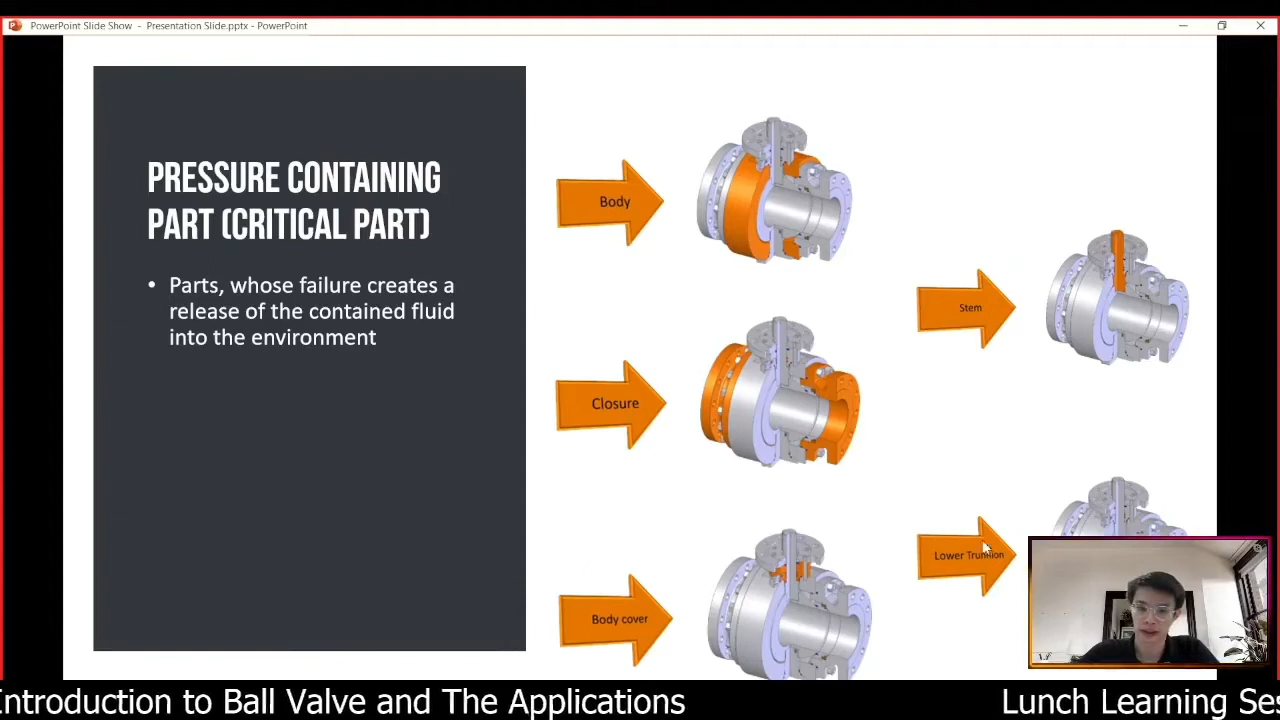 PowerPoint Slide Show - Presentation Slide.pptx - PowerPoint
PRESSURE CONTAINING
PART (CRITICAL PART)
• Parts, whose failure creates a
release of the contained fluid
into the environment
Body
Stem
Closure
Lower Trunnion
Body cover
Introduction to Ball Valve and The Applications
Lunch Learning Ses